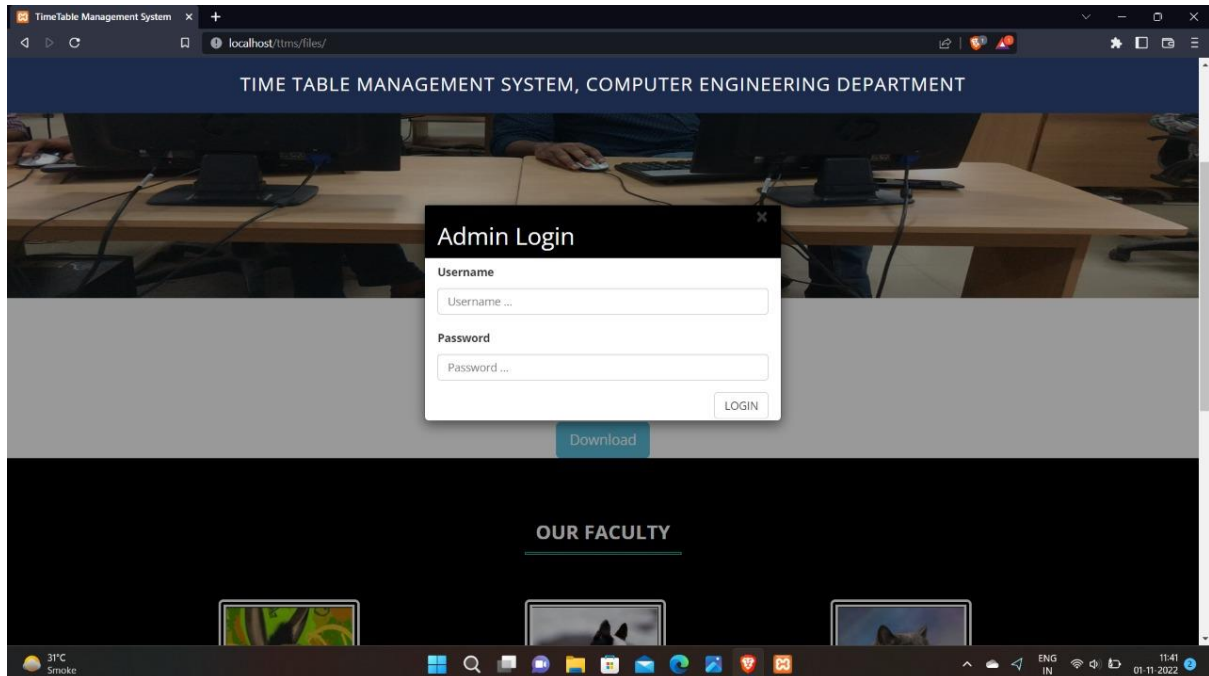 TimeTable Management System
localhost/ttms/files/
TIME TABLE MANAGEMENT SYSTEM, COMPUTER ENGINEERING DEPARTMENT
Admin Login
Username
Username ...
Password
Password ...
LOGIN
Download
OUR FACULTY
31°C
Smoke
ENG
IN
11:41
01-11-2022
2